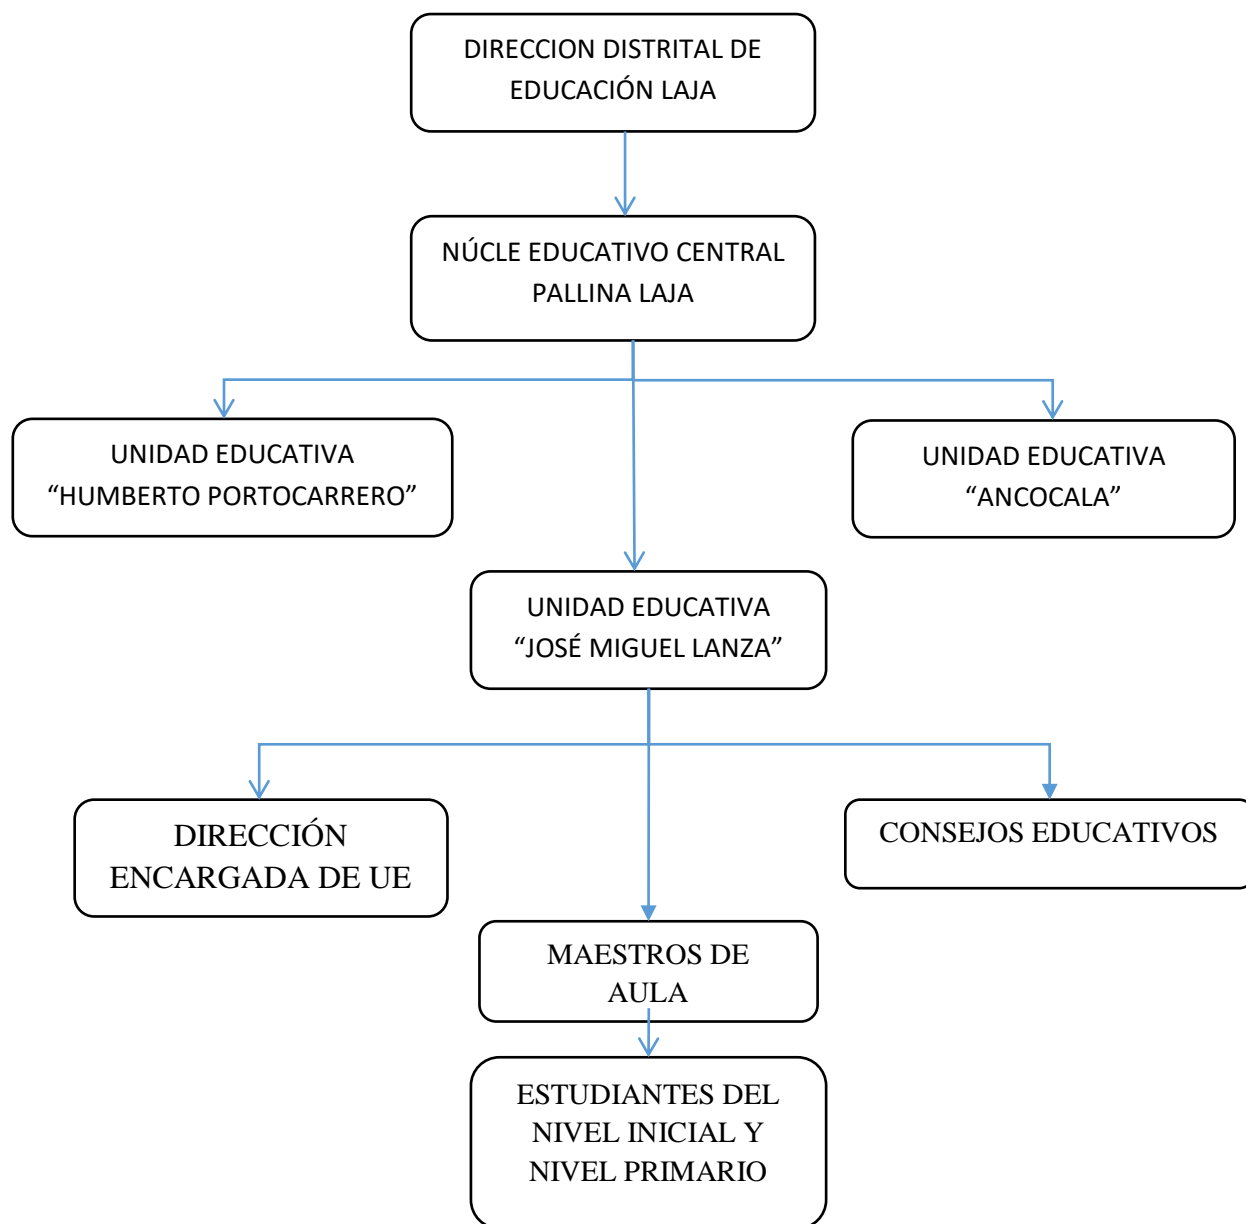 DIRECCION DISTRITAL DE
EDUCACIÓN LAJA
NÚCLE EDUCATIVO CENTRAL
PALLINA LAJA
UNIDAD EDUCATIVA
“HUMBERTO PORTOCARRERO”
UNIDAD EDUCATIVA
“ANCOCALA”
UNIDAD EDUCATIVA
“JOSÉ MIGUEL LANZA”
DIRECCIÓN
ENCARGADA DE UE
CONSEJOS EDUCATIVOS
MAESTROS DE
AULA
ESTUDIANTES DEL
NIVEL INICIAL Y
NIVEL PRIMARIO